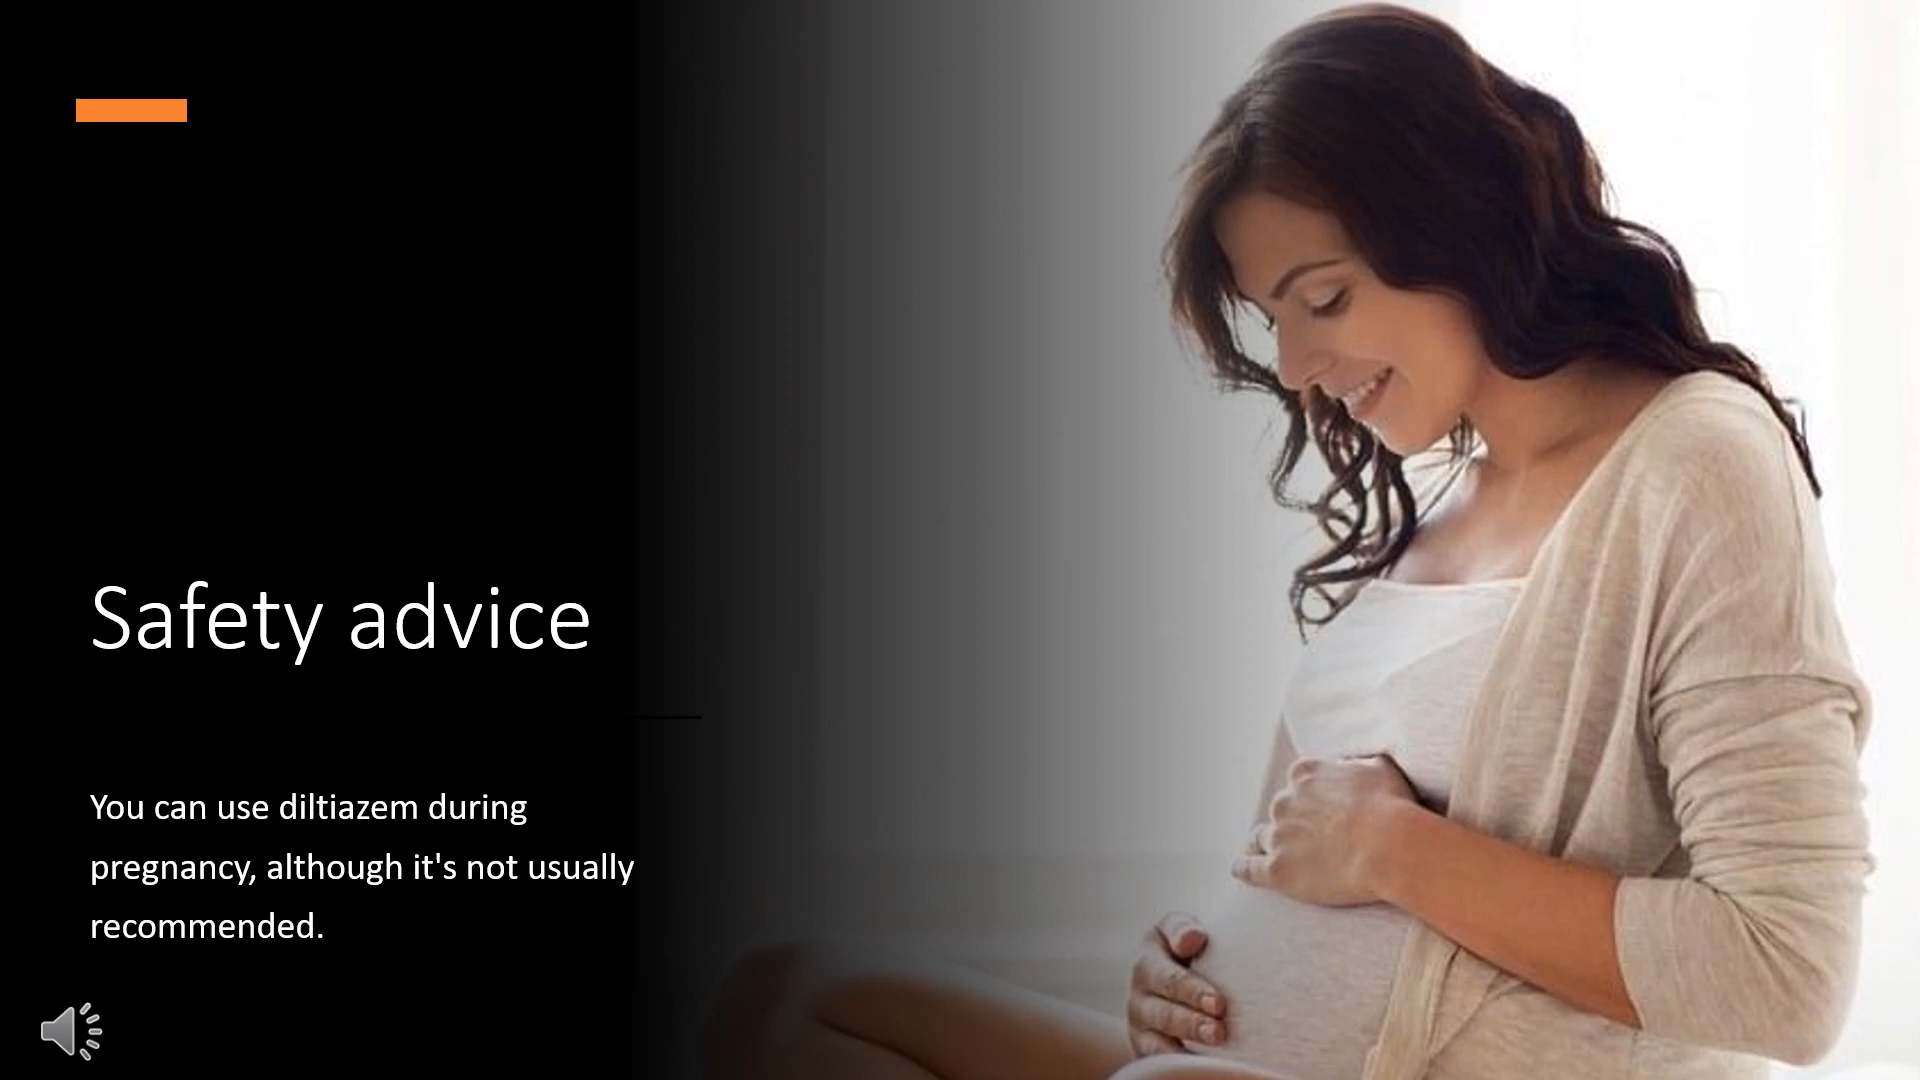 Safety advice
You can use diltiazem during
pregnancy, although it's not usually
recommended.